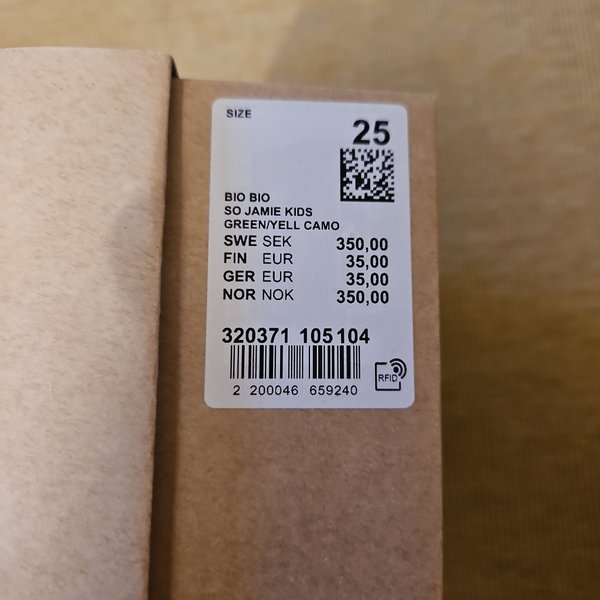 SIZE
25
BIO BIO
SO JAMIE KIDS
GREEN/YELL CAMO
SWE SEK 350,00
FIN EUR 35,00
GER EUR 35,00
NOR NOK 350,00
320371 105104
RFID
2 200046 659240